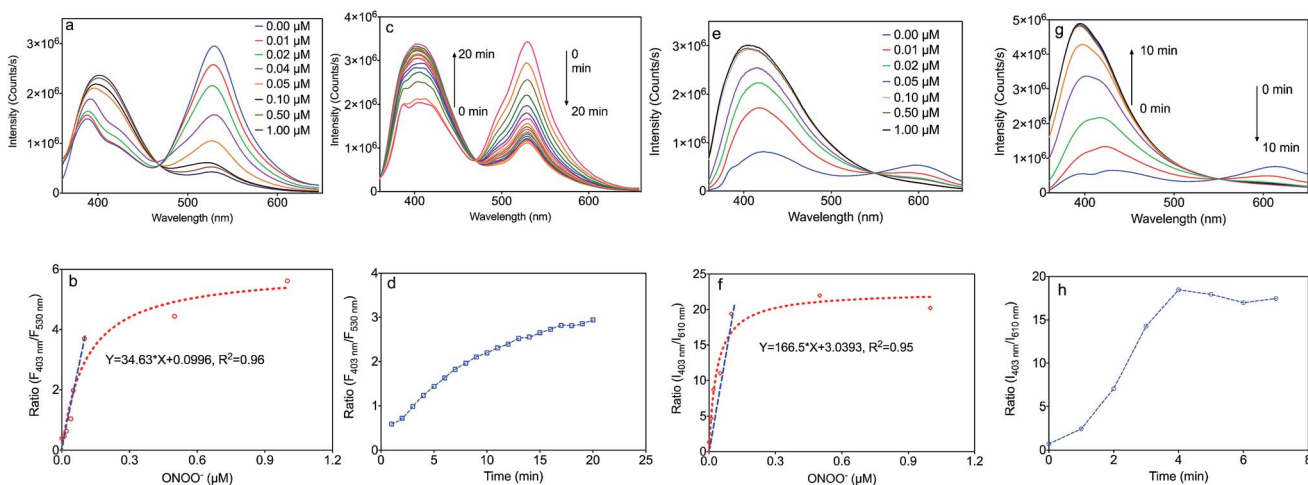 a
Intensity (Counts/s)
3×10⁶
2×10⁶
1×10⁶
0
400
500
600
Wavelength (nm)
0.00 µM
0.01 µM
0.02 µM
0.04 µM
0.05 µM
0.10 µM
0.50 µM
1.00 µM
c
Intensity (Counts/s)
4×10⁶
3×10⁶
2×10⁶
1×10⁶
0
400
500
600
Wavelength (nm)
20 min
0 min
0
min
20 min
e
Intensity (Counts/s)
3×10⁶
2×10⁶
1×10⁶
0
400
500
600
Wavelength (nm)
0.00 µM
0.01 µM
0.02 µM
0.05 µM
0.10 µM
0.50 µM
1.00 µM
g
Intensity (Counts/s)
5×10⁶
4×10⁶
3×10⁶
2×10⁶
1×10⁶
0
400
500
600
Wavelength (nm)
10 min
0 min
0 min
10 min
b
Ratio (F403 nm/F530 nm)
6
4
2
0
0.0
0.3
0.6
0.9
1.2
ONOO⁻ (µM)
Y=34.63*X+0.0996, R²=0.96
d
Ratio (F403 nm/F530 nm)
4
3
2
1
0
0
5
10
15
20
25
Time (min)
f
Ratio (I403 nm/I610 nm)
25
20
15
10
5
0
0.0
0.3
0.6
0.9
1.2
ONOO⁻ (µM)
Y=166.5*X+3.0393, R²=0.95
h
Ratio (I403 nm/I610 nm)
20
15
10
5
0
0
2
4
6
8
Time (min)